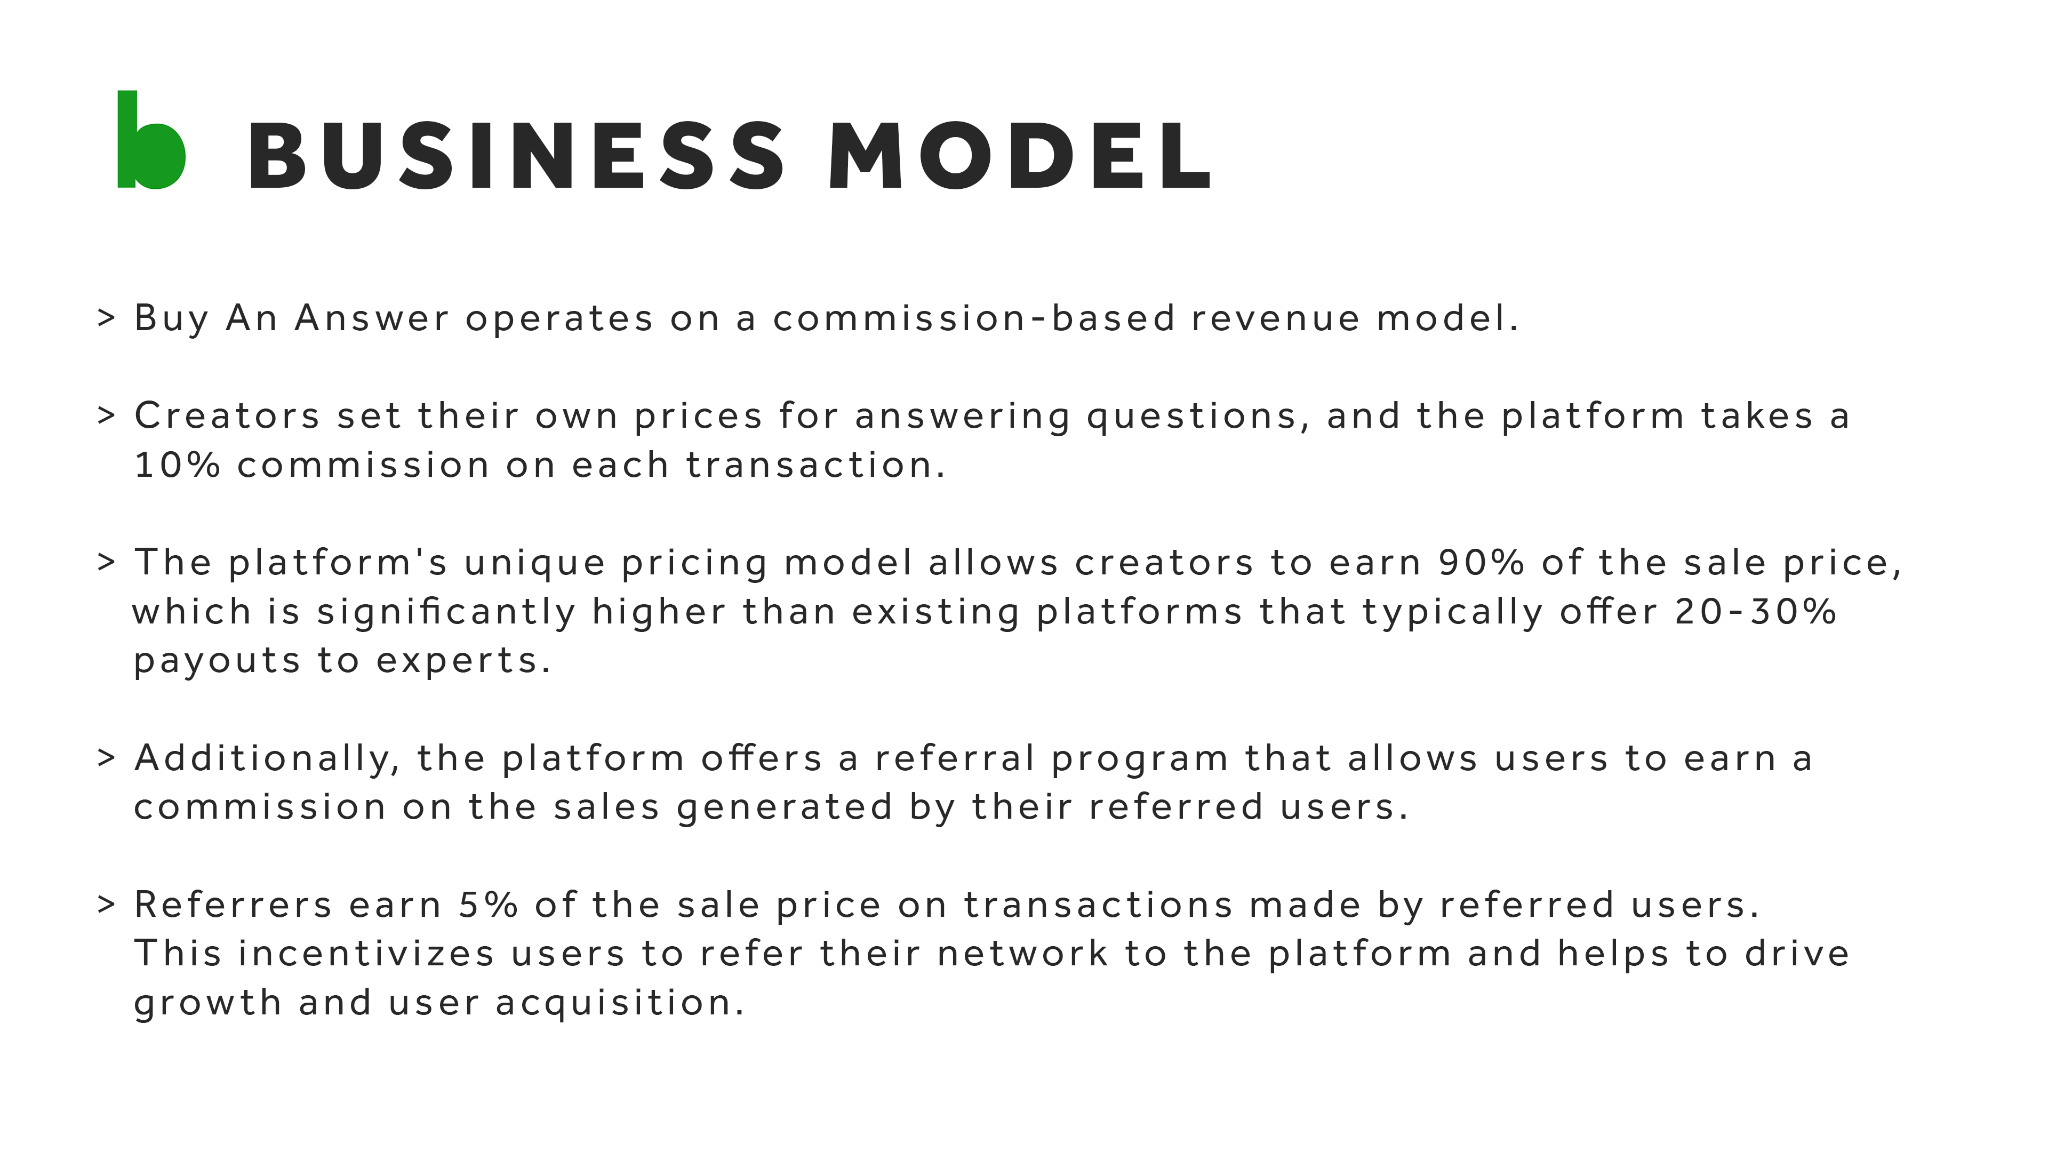 b BUSINESS MODEL
> Buy An Answer operates on a commission-based revenue model.
> Creators set their own prices for answering questions, and the platform takes a
10% commission on each transaction.
> The platform's unique pricing model allows creators to earn 90% of the sale price,
which is significantly higher than existing platforms that typically offer 20-30%
payouts to experts.
> Additionally, the platform offers a referral program that allows users to earn a
commission on the sales generated by their referred users.
> Referrers earn 5% of the sale price on transactions made by referred users.
This incentivizes users to refer their network to the platform and helps to drive
growth and user acquisition.